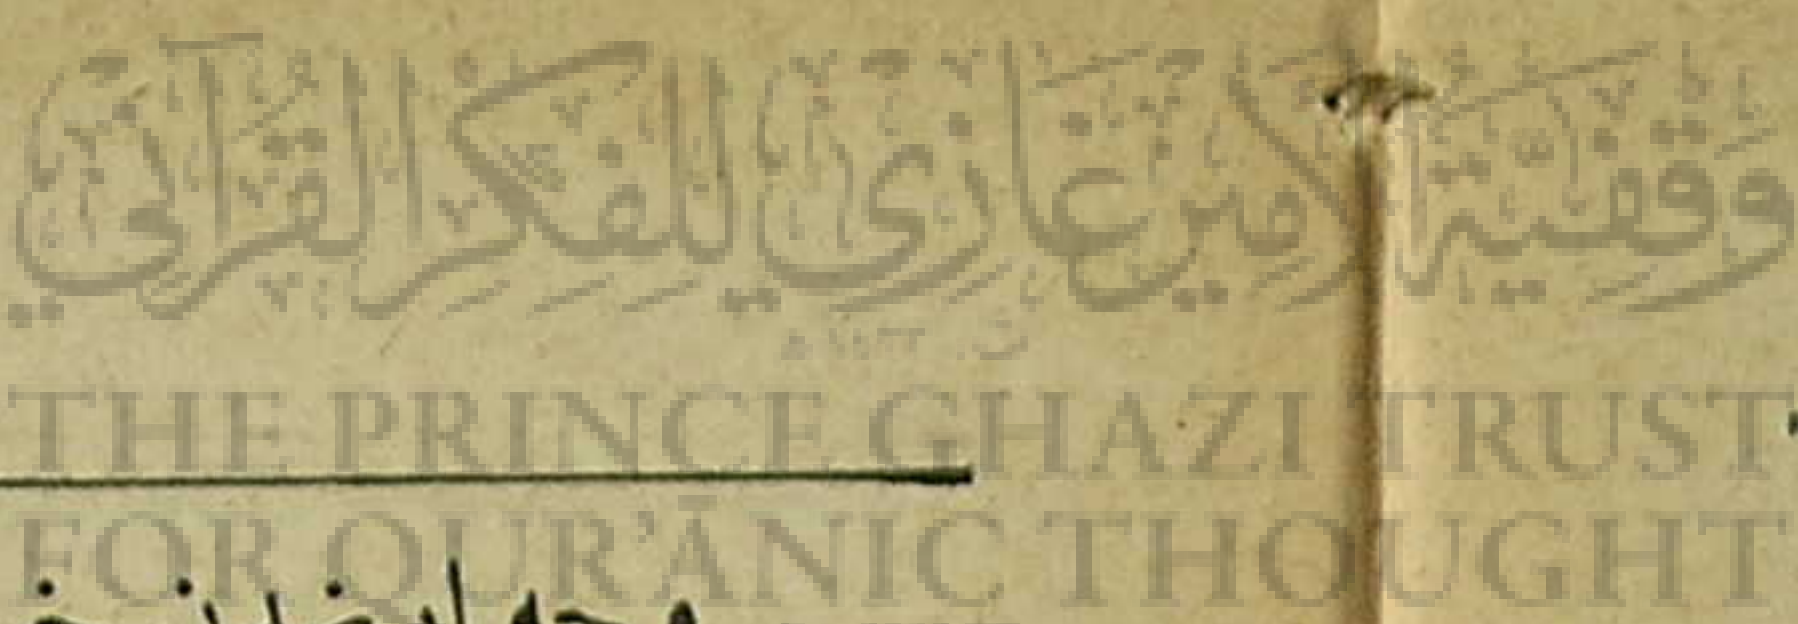 وقفية الأمير غازي للفكر القرآني
THE PRINCE GHAZI TRUST
FOR QUR'ĀNIC THOUGHT